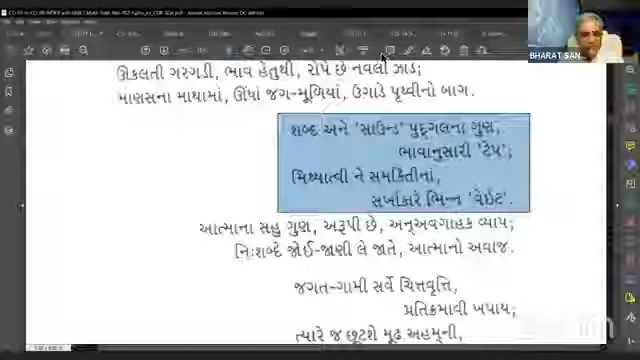 BHARAT SAN
ઊકલતી ગરગડી, ભાવ હેતુથી, રોપે છે નવલાં ઝાડ;
માણસના માથામાં, ઊંધાં જગ-મૂળિયાં, ઉગાડે પૃથ્વીનો બાગ.
શબ્દ અને 'સાઉન્ડ' પુદ્ગલના ગુણ,
ભાવાનુસારી 'ટેપ';
મિથ્યાત્વી ને સમકિતીનાં,
સર્ખાકારે ભિન્ન 'વેઈટ'.
આત્માના સહુ ગુણ, અરૂપી છે, અન્અવગાહક વ્યાય;
નિઃશબ્દે જોઈ-જાણી લે જાતે, આત્માનો અવાજ.
જગત-ગામી સર્વે ચિત્તવૃત્તિ,
પ્રતિક્રમાવી ખપાય;
ત્યારે જ છૂટશે મૂઢ અહમ્‌ની,